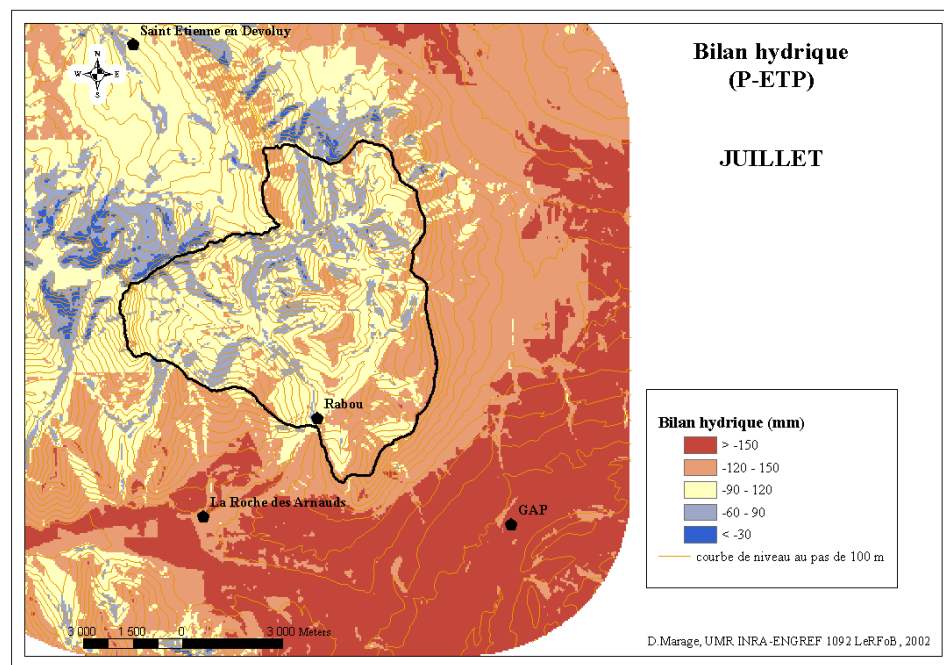 Saint Etienne en Devoluy
N
W E
S
Bilan hydrique
(P-ETP)
JUILLET
Rabou
La Roche des Arnauds
GAP
Bilan hydrique (mm)
> -150
-120 - 150
-90 - 120
-60 - 90
< -30
courbe de niveau au pas de 100 m
3 000 1 500 0 3 000 Meters
D.Marage, UMR INRA-ENGREF 1092 LeRFoB, 2002